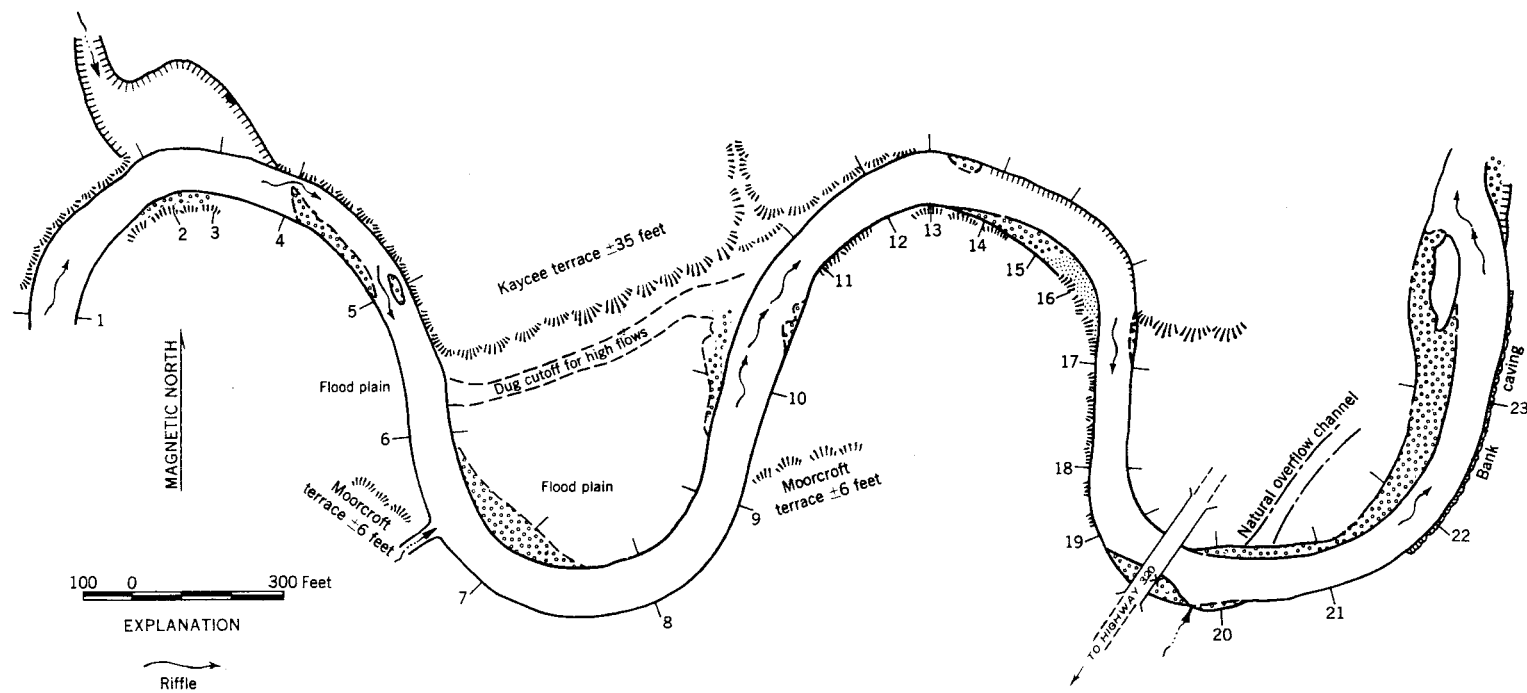 1
2
3
4
5
6
7
8
9
10
11
12
13
14
15
16
17
18
19
20
21
22
23
Kaycee terrace ±35 feet
Dug cutoff for high flows
Flood plain
Flood plain
MAGNETIC NORTH
Moorcroft
terrace ±6 feet
Moorcroft
terrace ±6 feet
Natural overflow channel
TO HIGHWAY 320
Bank caving
100 0 300 Feet
EXPLANATION
Riffle